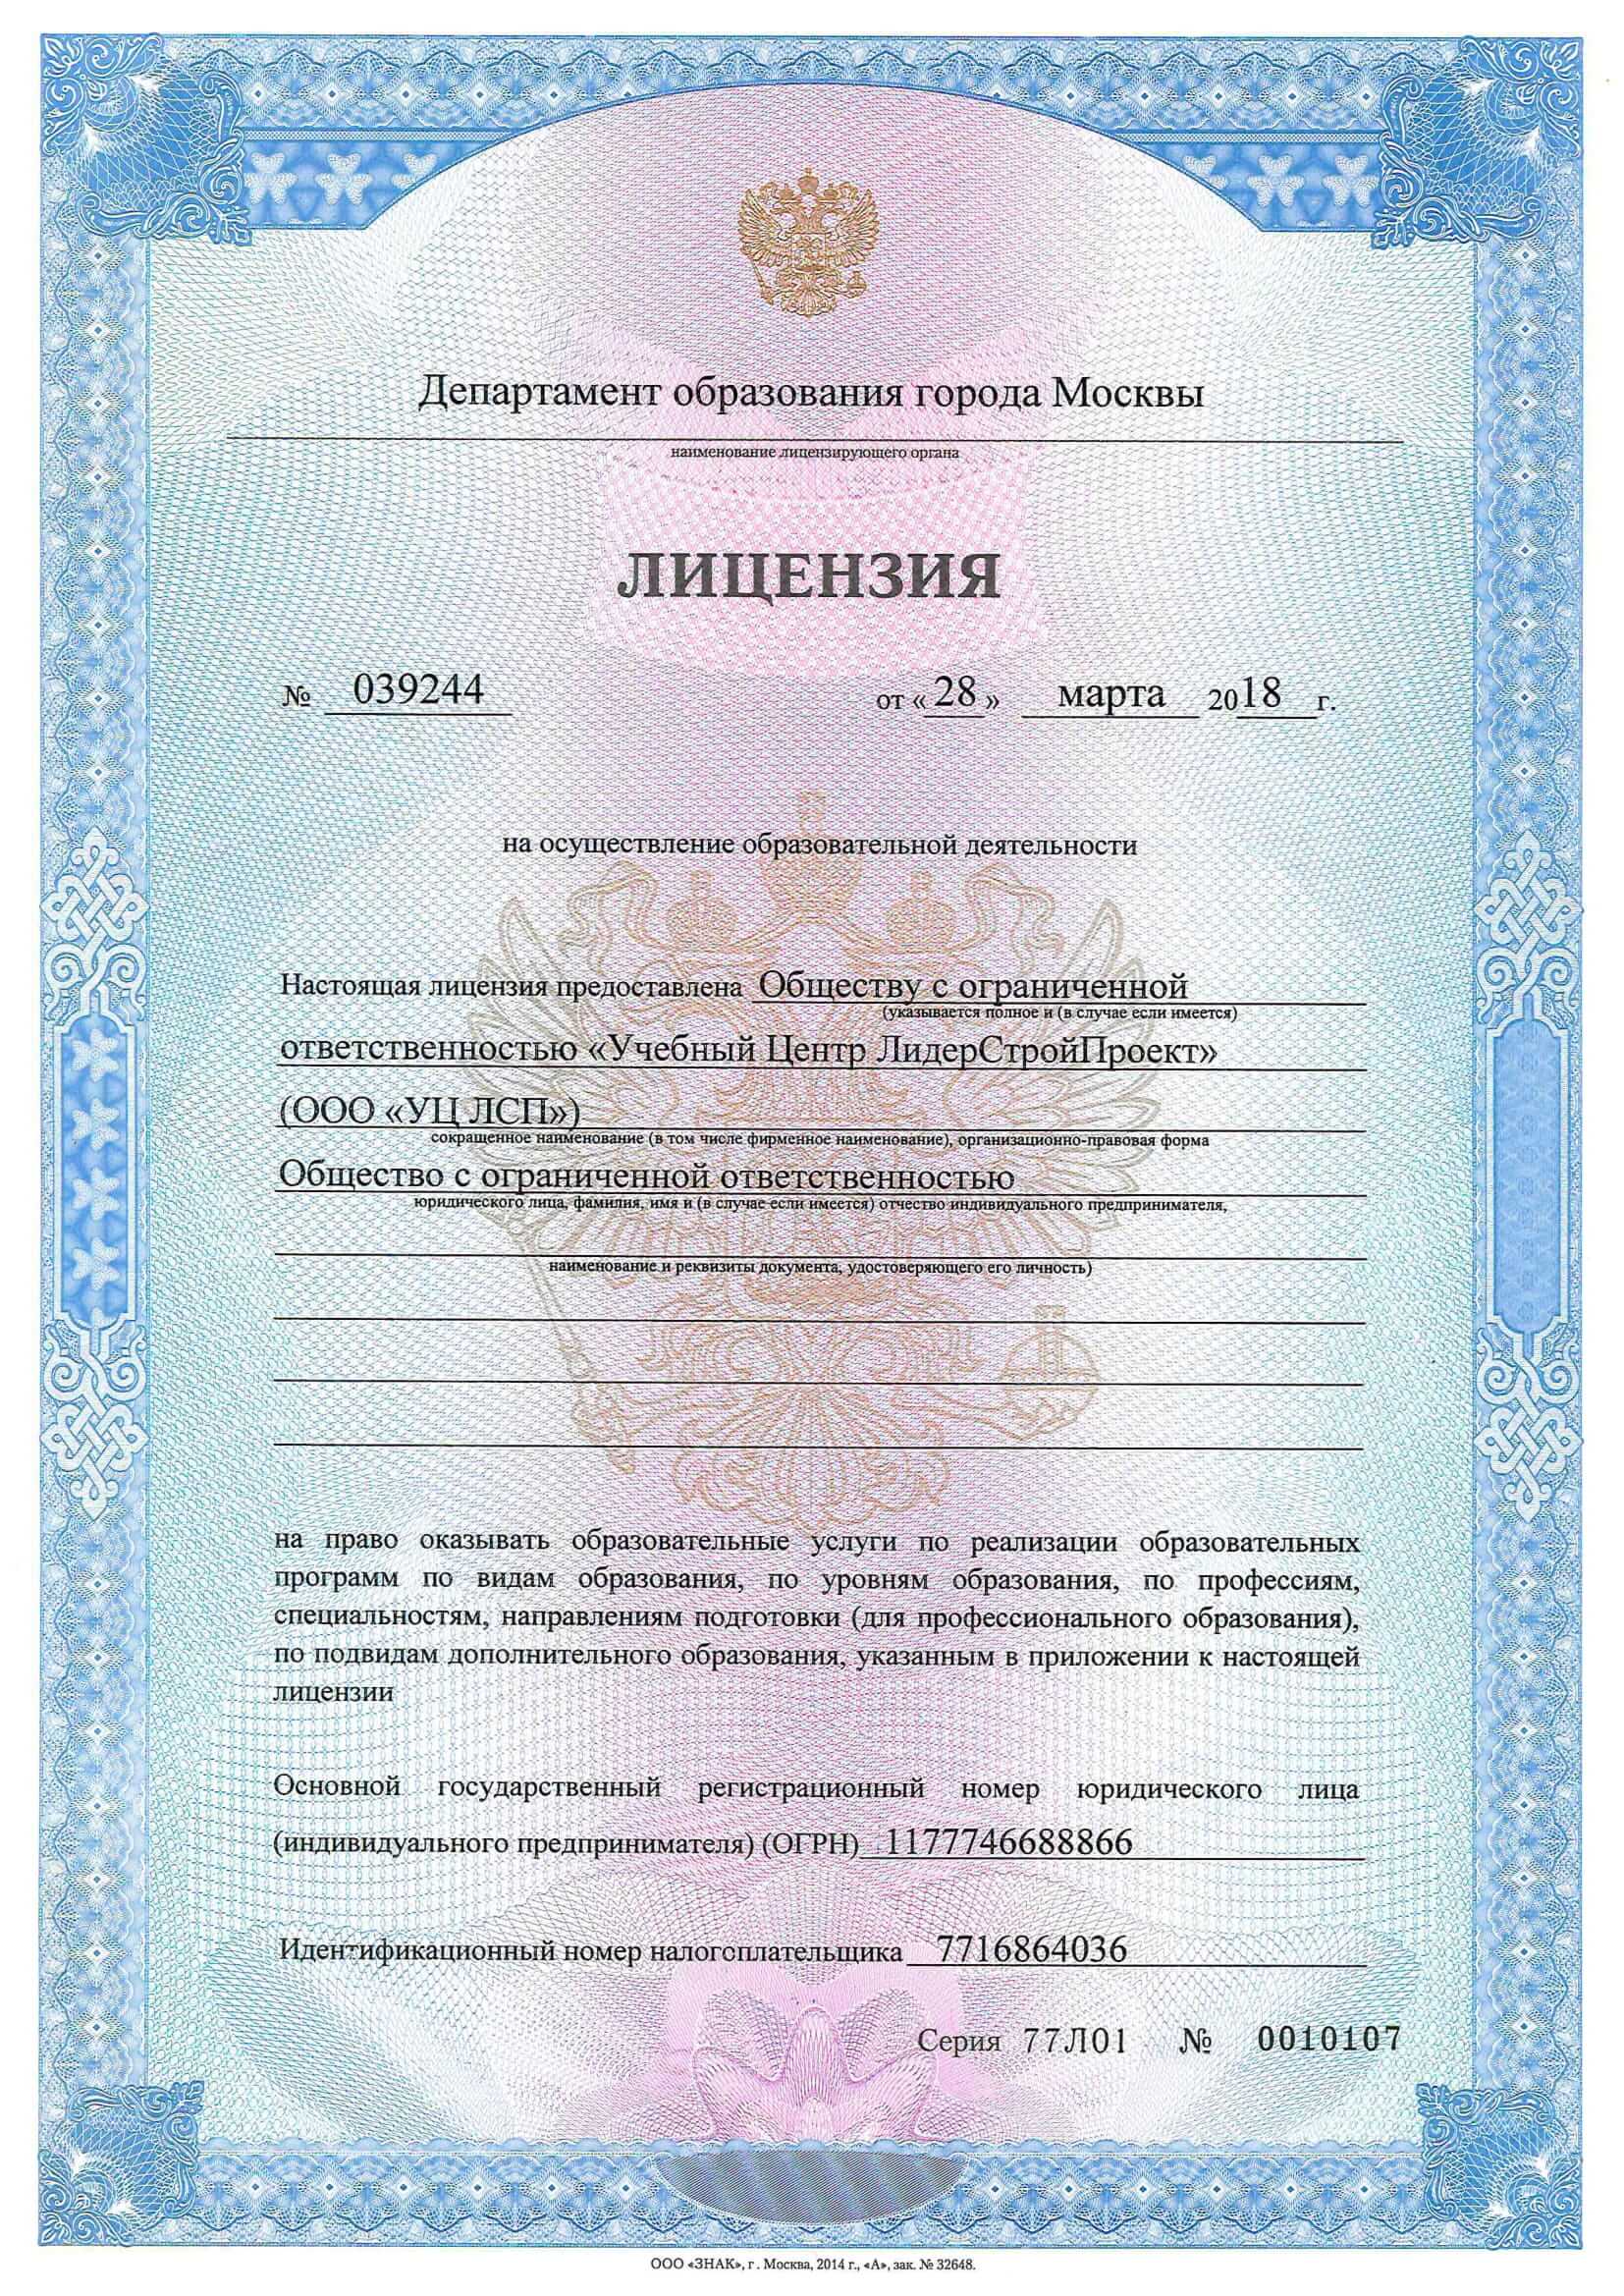 Департамент образования города Москвы
наименование лицензирующего органа
ЛИЦЕНЗИЯ
№ 039244 от «28» марта 2018 г.
на осуществление образовательной деятельности
Настоящая лицензия предоставлена Обществу с ограниченной
(указывается полное и (в случае если имеется)
ответственностью «Учебный Центр ЛидерСтройПроект»
(ООО «УЦ ЛСП»)
сокращенное наименование (в том числе фирменное наименование), организационно-правовая форма
Общество с ограниченной ответственностью
юридического лица, фамилия, имя и (в случае если имеется) отчество индивидуального предпринимателя,
наименование и реквизиты документа, удостоверяющего его личность)
на право оказывать образовательные услуги по реализации образовательных
программ по видам образования, по уровням образования, по профессиям,
специальностям, направлениям подготовки (для профессионального образования),
по подвидам дополнительного образования, указанным в приложении к настоящей
лицензии
Основной государственный регистрационный номер юридического лица
(индивидуального предпринимателя) (ОГРН) 1177746688866
Идентификационный номер налогоплательщика 7716864036
Серия 77Л01 № 0010107
ООО «ЗНАК», г. Москва, 2014 г., «А», зак. № 32648.